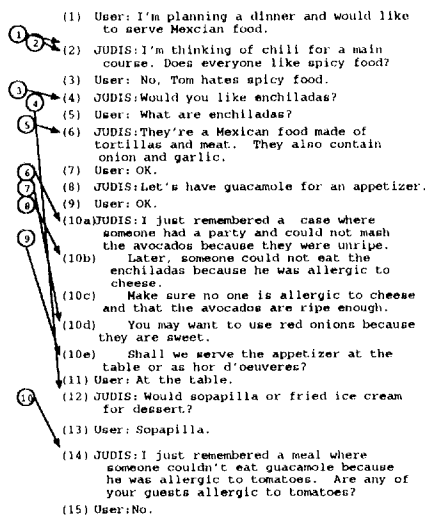 (1) User: I'm planning a dinner and would like
to serve Mexcian food.
1
2
(2) JUDIS:I'm thinking of chili for a main
course. Does everyone like spicy food?
(3) User: No, Tom hates spicy food.
3
(4) JUDIS:Would you like enchiladas?
4
(5) User: What are enchiladas?
5
(6) JUDIS:They're a Mexican food made of
tortillas and meat. They also contain
onion and garlic.
(7) User: OK.
6
(8) JUDIS:Let's have guacamole for an appetizer.
7
(9) User: OK.
8
(10a)JUDIS:I just remembered a case where
someone had a party and could not mash
9
the avocados because they were unripe.
(10b) Later, someone could not eat the
enchiladas because he was allergic to
cheese.
(10c) Make sure no one is allergic to cheese
and that the avocados are ripe enough.
(10d) You may want to use red onions because
they are sweet.
(10e) Shall we serve the appetizer at the
table or as hor d'oeuveres?
(11) User: At the table.
10
(12) JUDIS: Would sopapilla or fried ice cream
for dessert?
(13) User: Sopapilla.
(14) JUDIS:I just remembered a meal where
someone couldn't eat guacamole because
he was allergic to tomatoes. Are any of
your guests allergic to tomatoes?
(15) User:No.